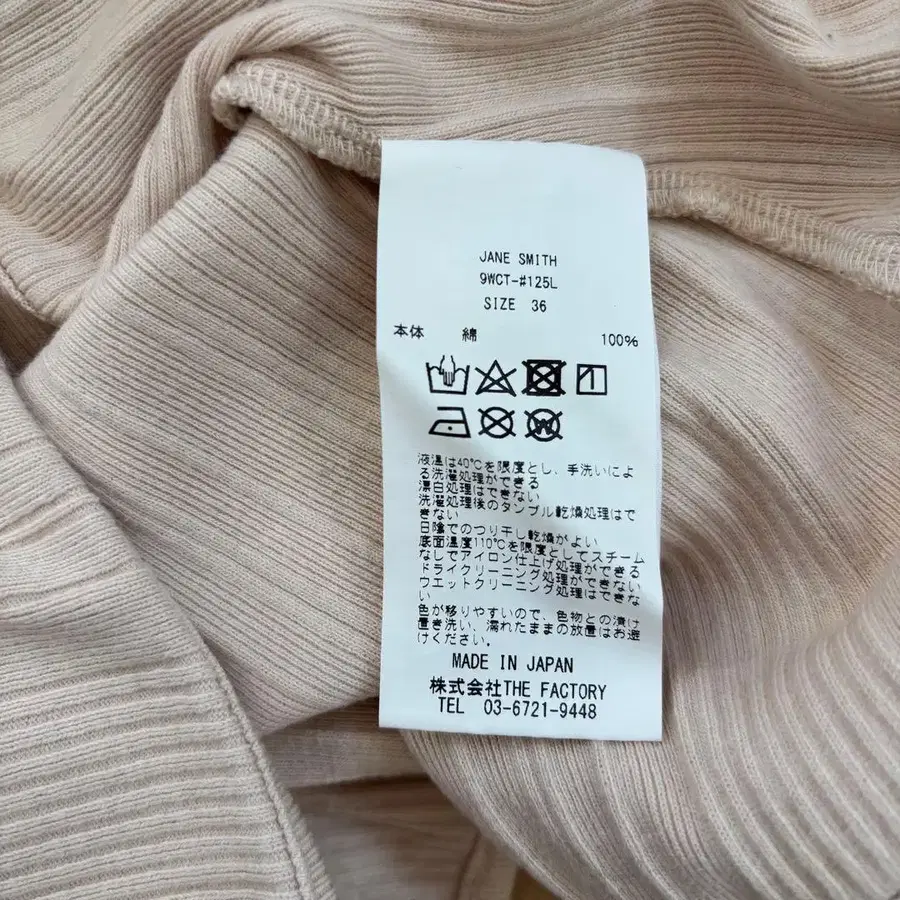 JANE SMITH
9WCT-#125L
SIZE 36
本体 綿 100%
W
液温は40℃を限度とし、手洗いによ
る洗濯処理ができる
漂白処理はできない
洗濯処理後のタンブル乾燥処理はで
きない
日陰でのつり干し乾燥がよい
底面温度110℃を限度としてスチーム
なしでアイロン仕上げ処理ができる
ドライクリーニング処理ができない
ウエットクリーニング処理はできな
い
色が移りやすいので、色物との漬け
置き洗い、濡れたままの放置はお避
けください。
MADE IN JAPAN
株式会社THE FACTORY
TEL 03-6721-9448